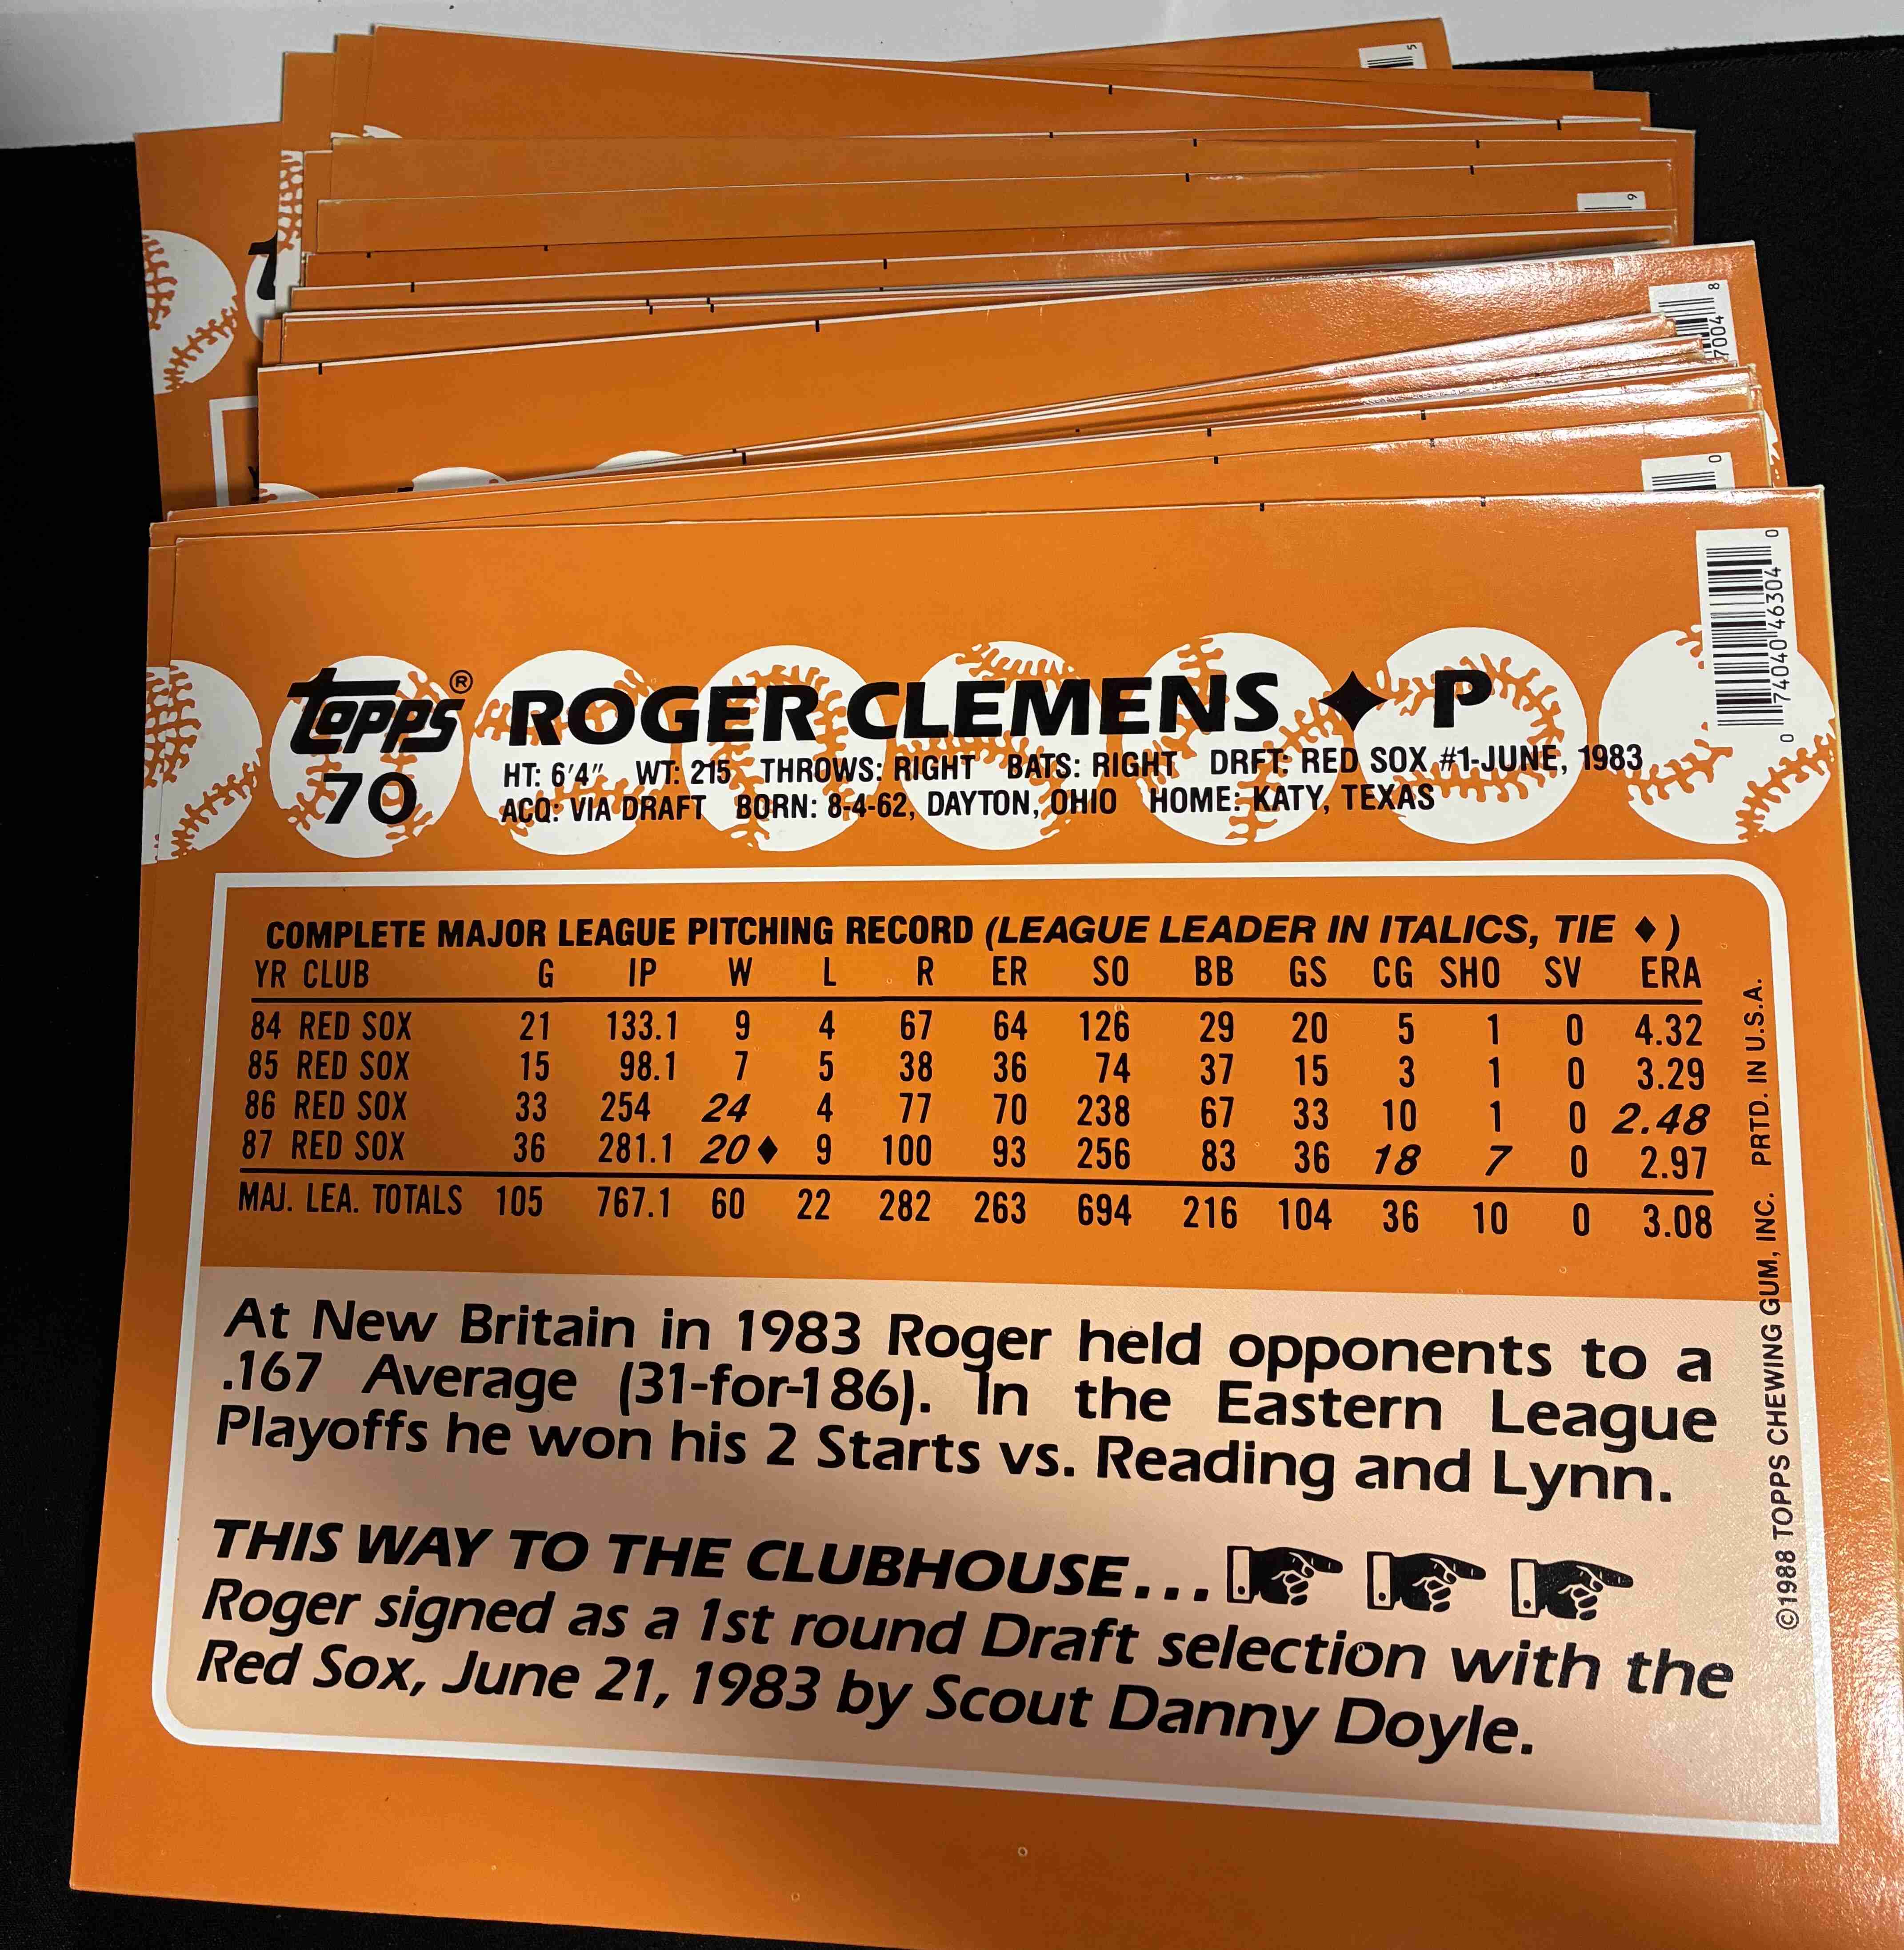 5
9
7004 8
0
0 74040 46304 0
topps® ROGER CLEMENS ✦ P
70
HT: 6'4" WT: 215 THROWS: RIGHT BATS: RIGHT DRFT: RED SOX #1-JUNE, 1983
ACQ: VIA DRAFT BORN: 8-4-62, DAYTON, OHIO HOME: KATY, TEXAS
COMPLETE MAJOR LEAGUE PITCHING RECORD (LEAGUE LEADER IN ITALICS, TIE ♦)
YR CLUB G IP W L R ER SO BB GS CG SHO SV ERA
84 RED SOX 21 133.1 9 4 67 64 126 29 20 5 1 0 4.32
85 RED SOX 15 98.1 7 5 38 36 74 37 15 3 1 0 3.29
86 RED SOX 33 254 24 4 77 70 238 67 33 10 1 0 2.48
87 RED SOX 36 281.1 20♦ 9 100 93 256 83 36 18 7 0 2.97
MAJ. LEA. TOTALS 105 767.1 60 22 282 263 694 216 104 36 10 0 3.08
At New Britain in 1983 Roger held opponents to a
.167 Average (31-for-186). In the Eastern League
Playoffs he won his 2 Starts vs. Reading and Lynn.
THIS WAY TO THE CLUBHOUSE...
Roger signed as a 1st round Draft selection with the
Red Sox, June 21, 1983 by Scout Danny Doyle.
©1988 TOPPS CHEWING GUM, INC. PRTD. IN U.S.A.